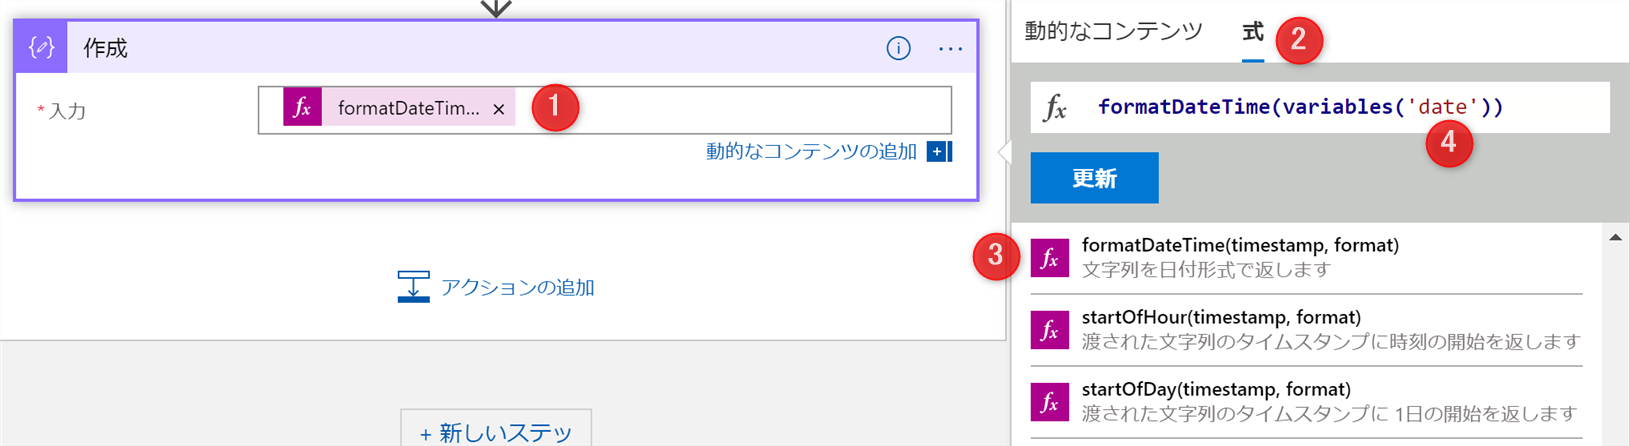 作成
* 入力
fx formatDateTim... ×
1
動的なコンテンツの追加
アクションの追加
+ 新しいステッ
動的なコンテンツ 式
2
fx formatDateTime(variables('date'))
4
更新
3
fx formatDateTime(timestamp, format)
文字列を日付形式で返します
fx startOfHour(timestamp, format)
渡された文字列のタイムスタンプに時刻の開始を返します
fx startOfDay(timestamp, format)
渡された文字列のタイムスタンプに 1日の開始を返します